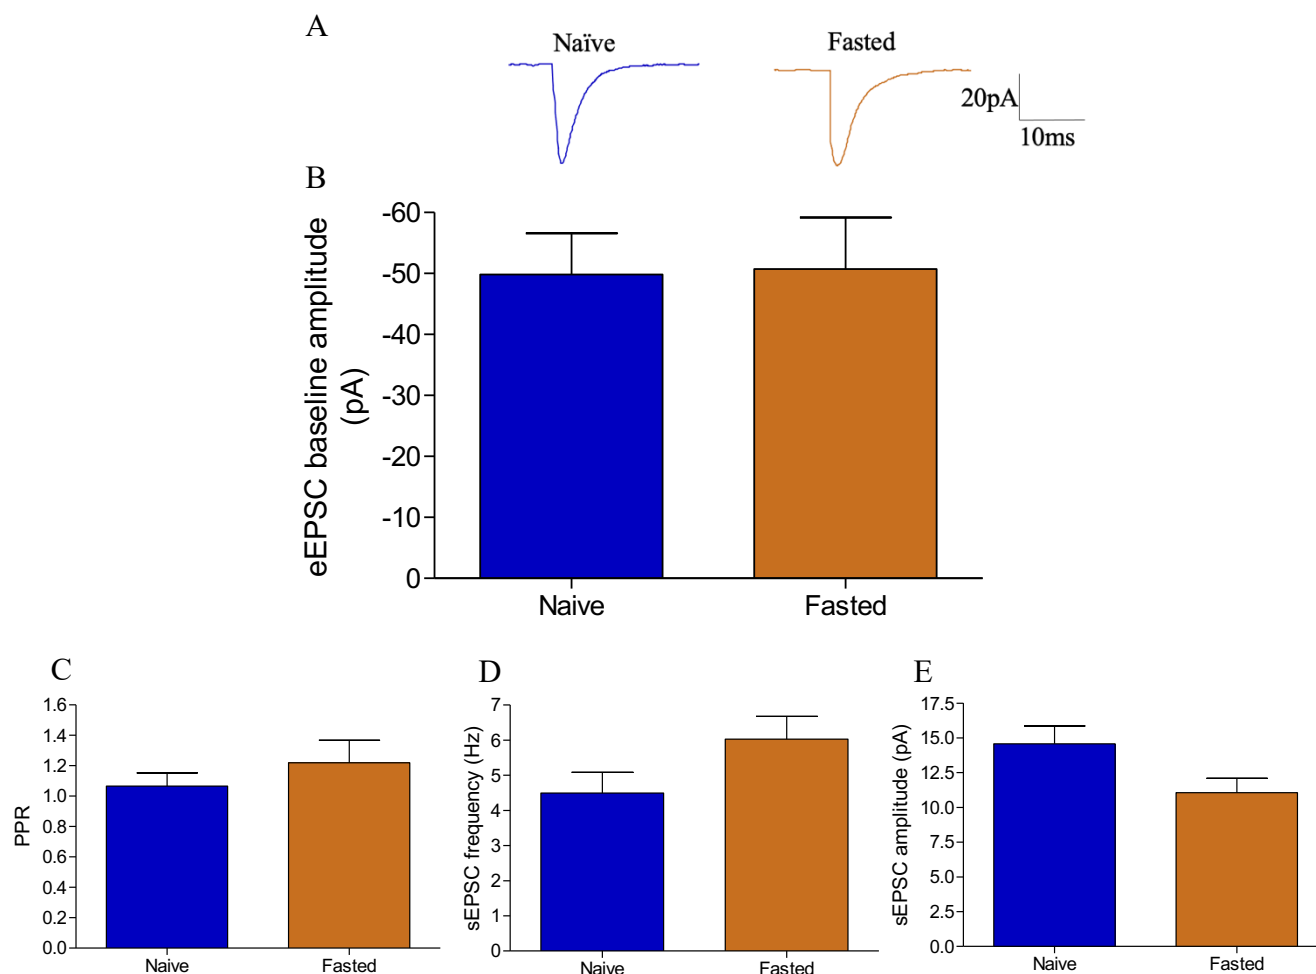 A
Naïve
Fasted
20pA
10ms
B
eEPSC baseline amplitude
(pA)
-60
-50
-40
-30
-20
-10
0
Naive
Fasted
C
PPR
1.6
1.4
1.2
1.0
0.8
0.6
0.4
0.2
0.0
Naive
Fasted
D
sEPSC frequency (Hz)
7
6
5
4
3
2
1
0
Naive
Fasted
E
sEPSC amplitude (pA)
17.5
15.0
12.5
10.0
7.5
5.0
2.5
0.0
Naive
Fasted